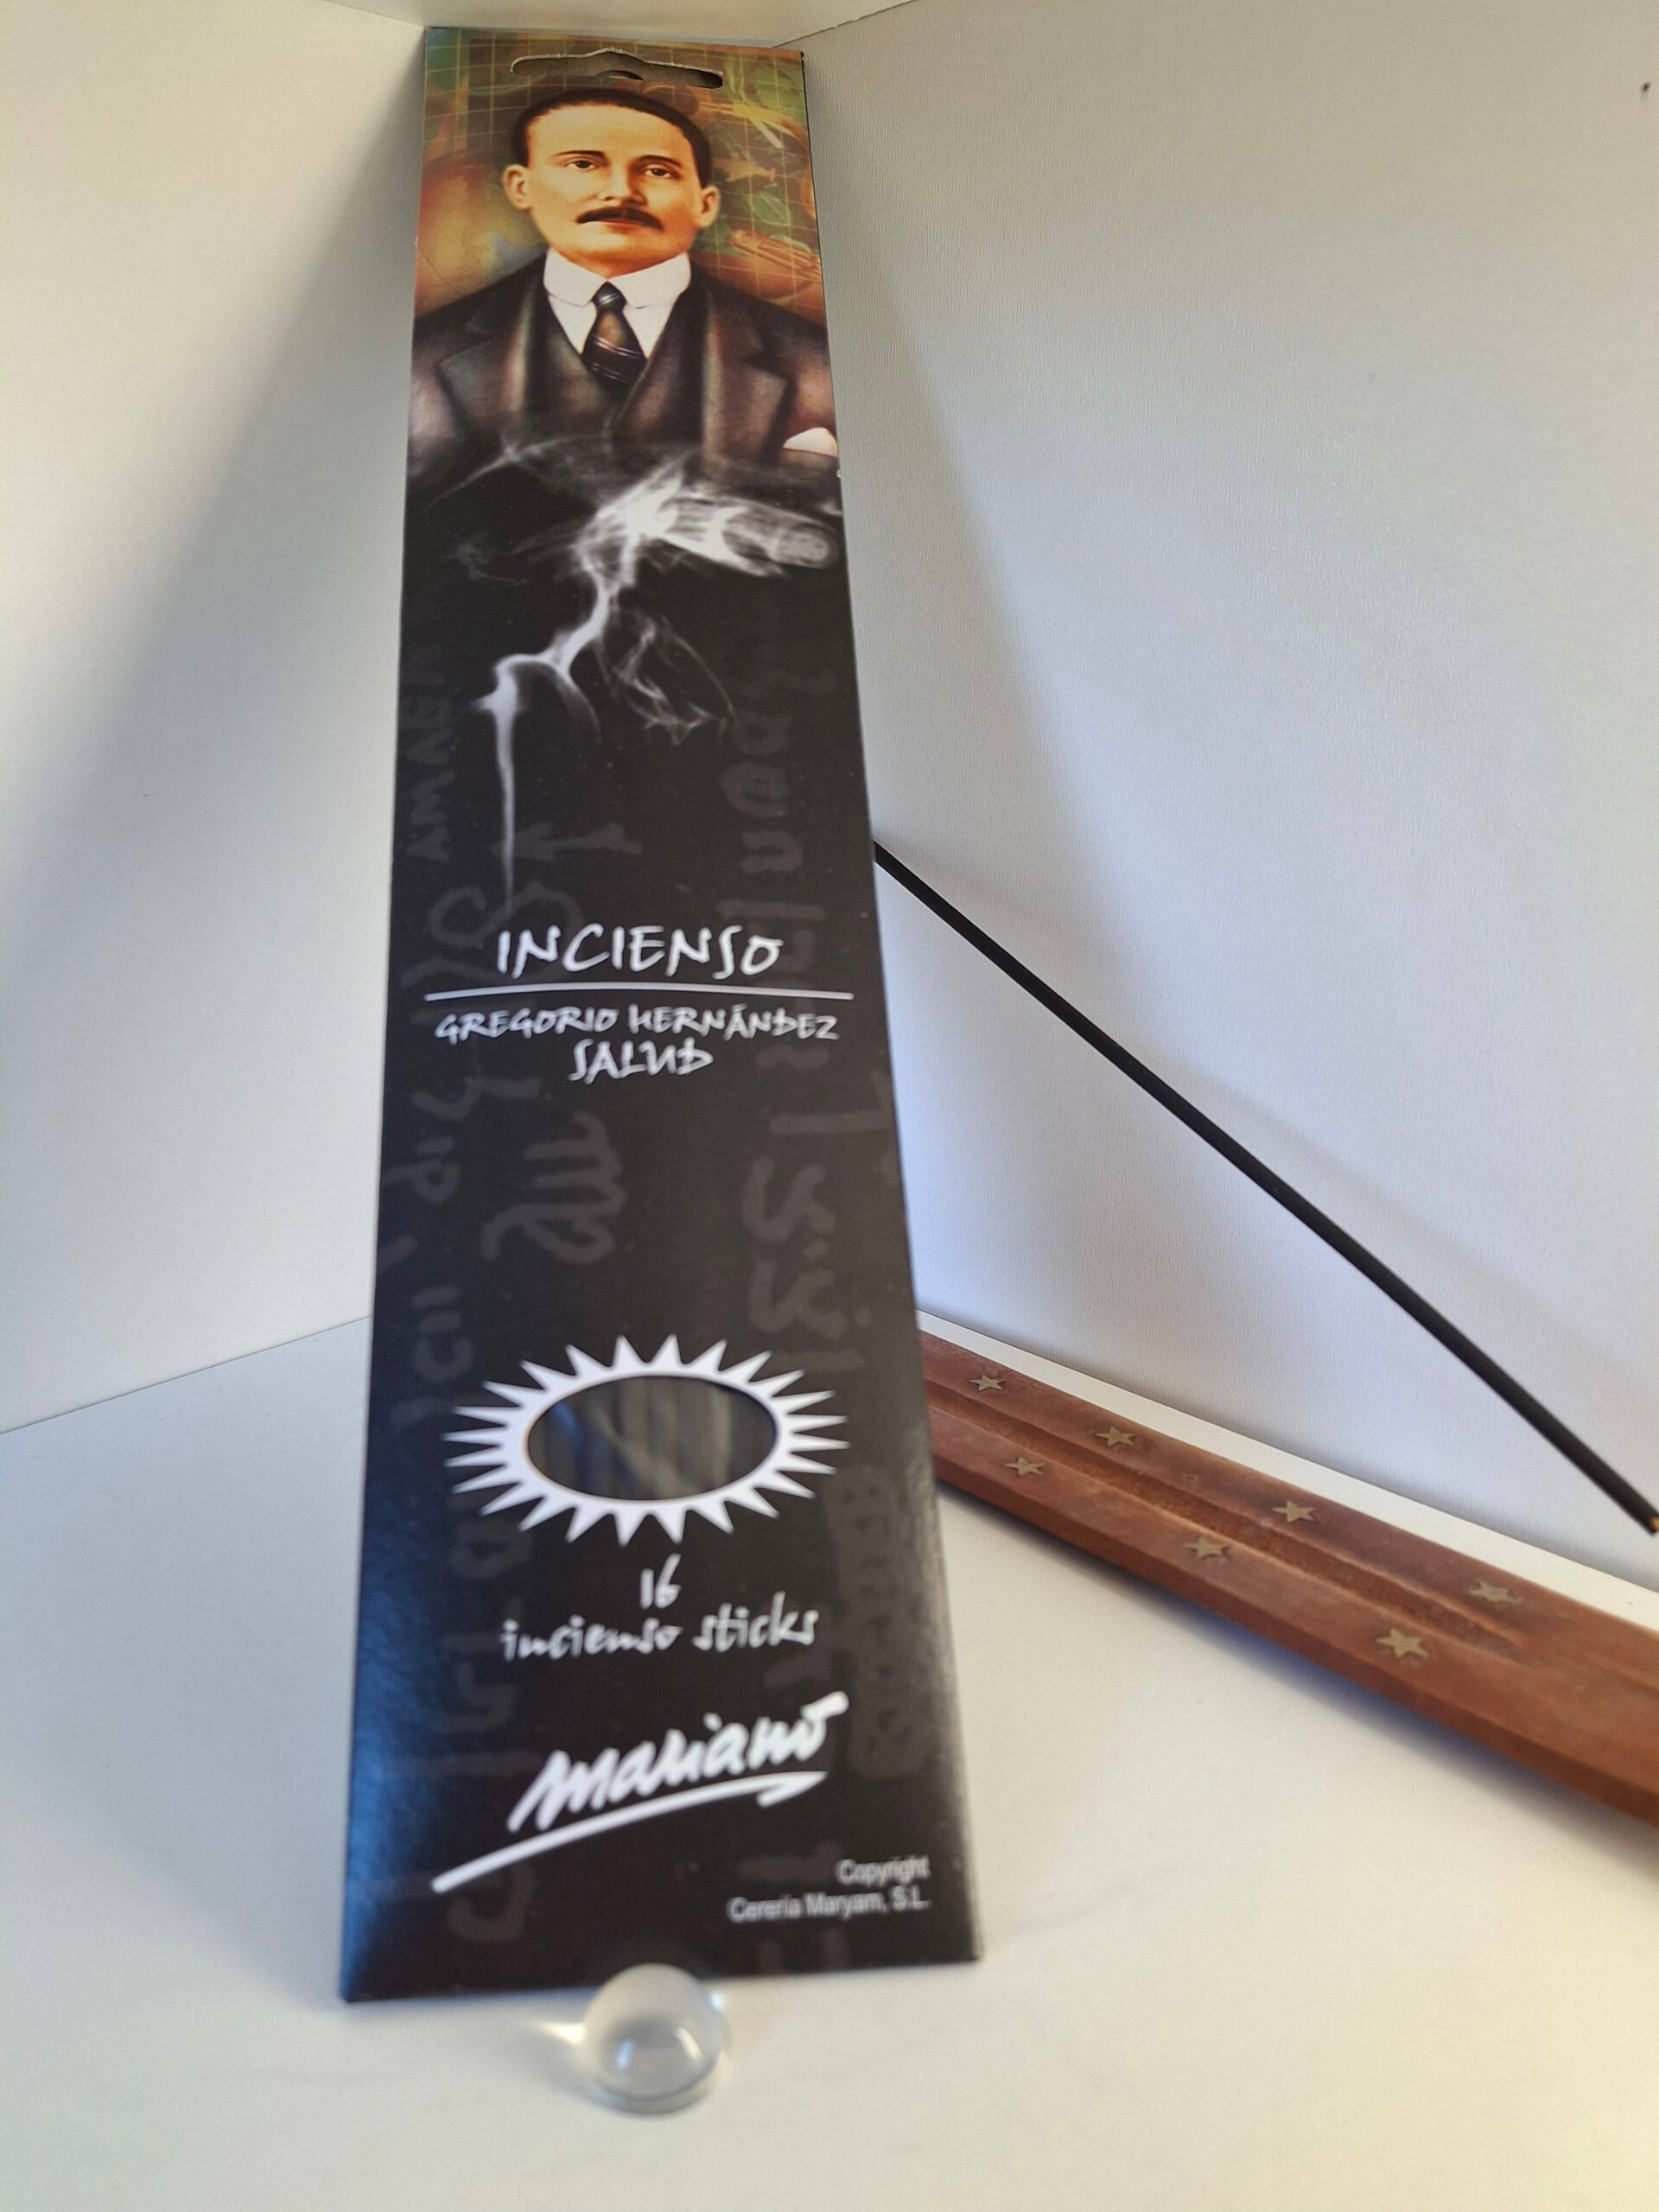 INCIENSO
GREGORIO HERNÁNDEZ
SALUD
16
incienso sticks
mariano
Copyright
Cerería Maryam, S.L.